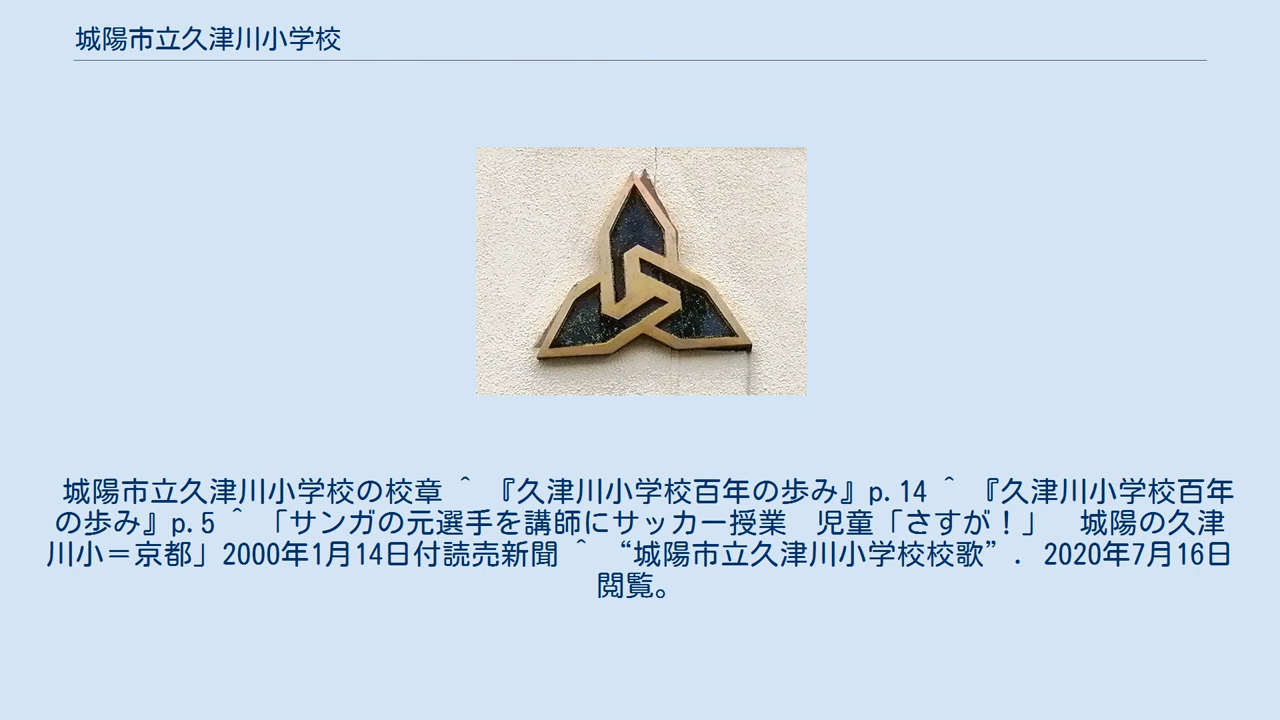 城陽市立久津川小学校
城陽市立久津川小学校の校章 ^ 『久津川小学校百年の歩み』p.14 ^ 『久津川小学校百年
の歩み』p.5 ^ 「サンガの元選手を講師にサッカー授業　児童「さすが！」　城陽の久津
川小＝京都」2000年1月14日付読売新聞 ^ “城陽市立久津川小学校校歌”. 2020年7月16日
閲覧。